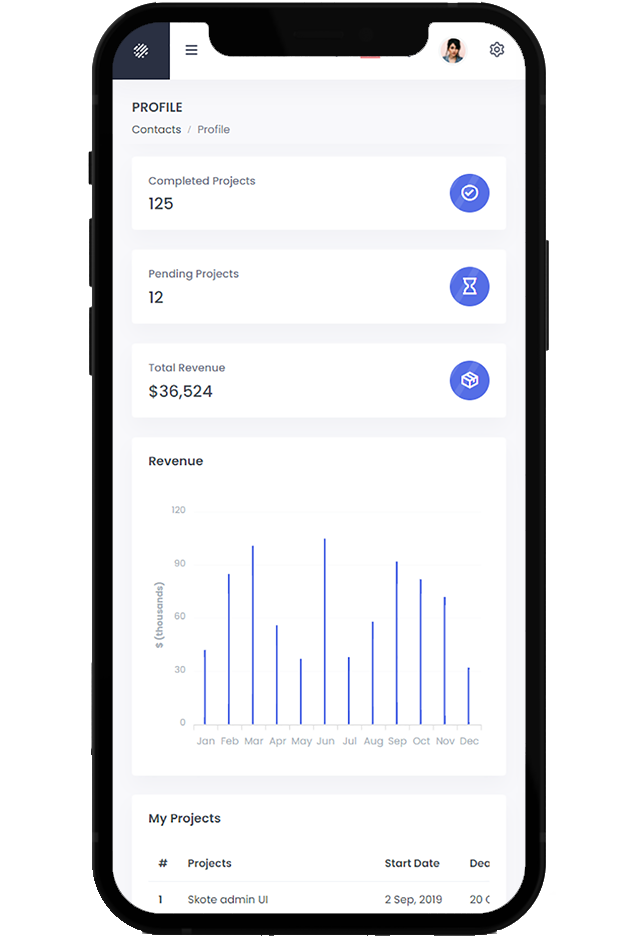 PROFILE
Contacts / Profile
Completed Projects
125
Pending Projects
12
Total Revenue
$36,524
Revenue
120
90
60
30
0
$ (thousands)
Jan Feb Mar Apr May Jun Jul Aug Sep Oct Nov Dec
My Projects
# Projects Start Date
1 Skote admin UI 2 Sep, 2019 20